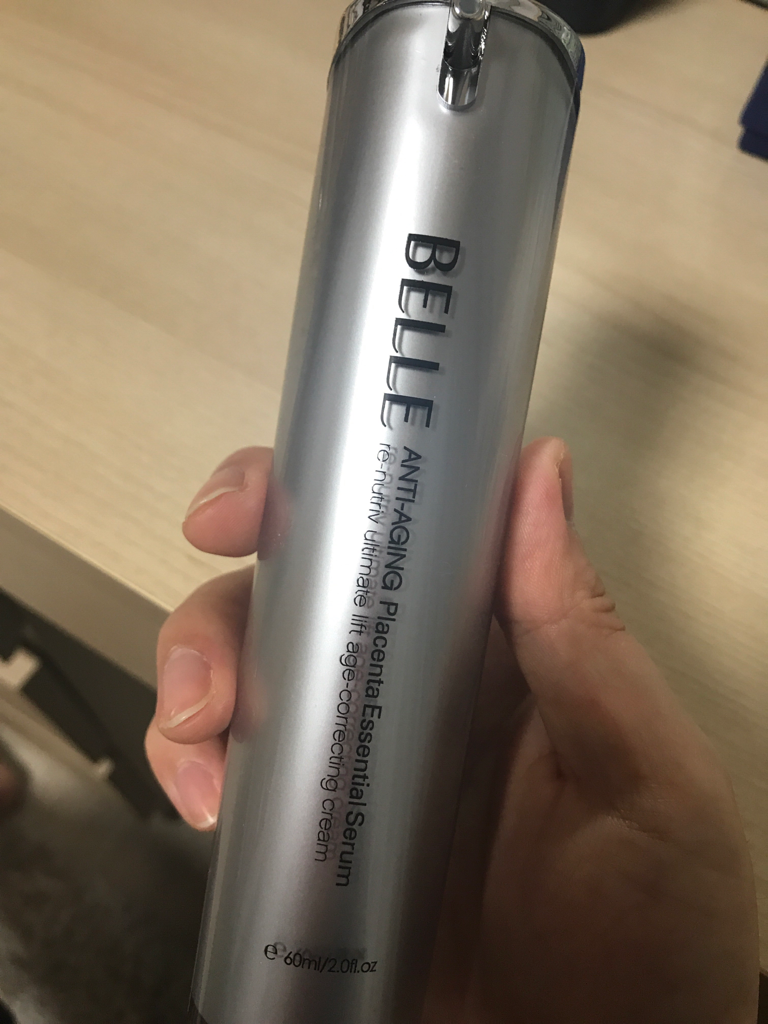 BELLE
ANTI-AGING Placenta Essential Serum
re-nutriv ultimate lift age-correcting cream
e 60ml/2.0fl.oz